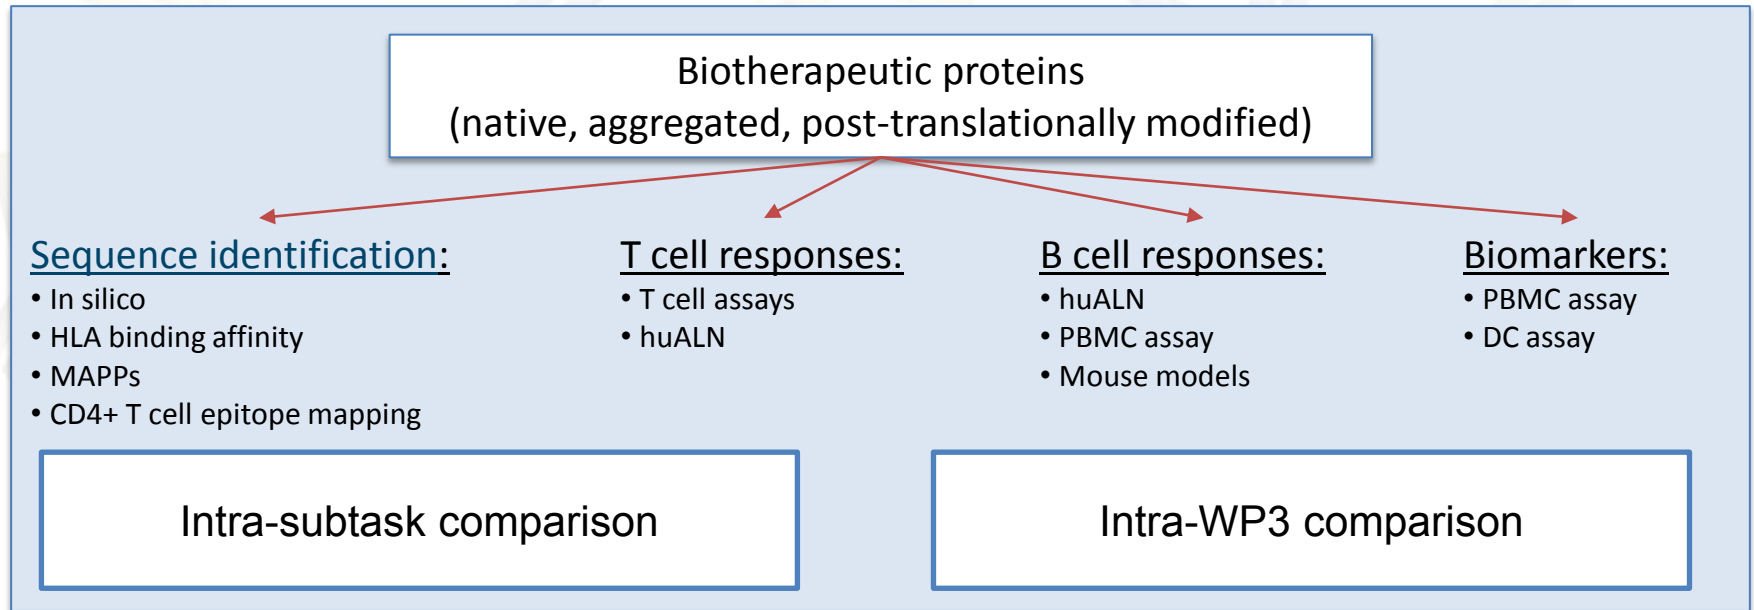 Biotherapeutic proteins
(native, aggregated, post-translationally modified)
Sequence identification:
• In silico
• HLA binding affinity
• MAPPs
• CD4+ T cell epitope mapping
T cell responses:
• T cell assays
• huALN
B cell responses:
• huALN
• PBMC assay
• Mouse models
Biomarkers:
• PBMC assay
• DC assay
Intra-subtask comparison
Intra-WP3 comparison